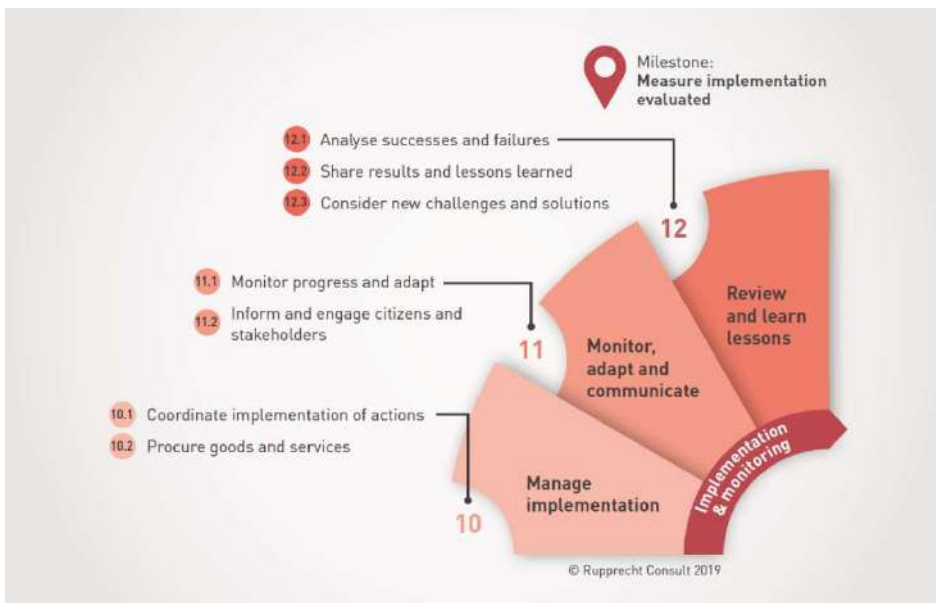 Milestone:
Measure implementation
evaluated
12.1 Analyse successes and failures
12.2 Share results and lessons learned
12.3 Consider new challenges and solutions
12
Review
and learn
lessons
11.1 Monitor progress and adapt
11.2 Inform and engage citizens and
stakeholders
11
Monitor,
adapt and
communicate
10.1 Coordinate implementation of actions
10.2 Procure goods and services
10
Manage
implementation
Implementation
& monitoring
© Rupprecht Consult 2019